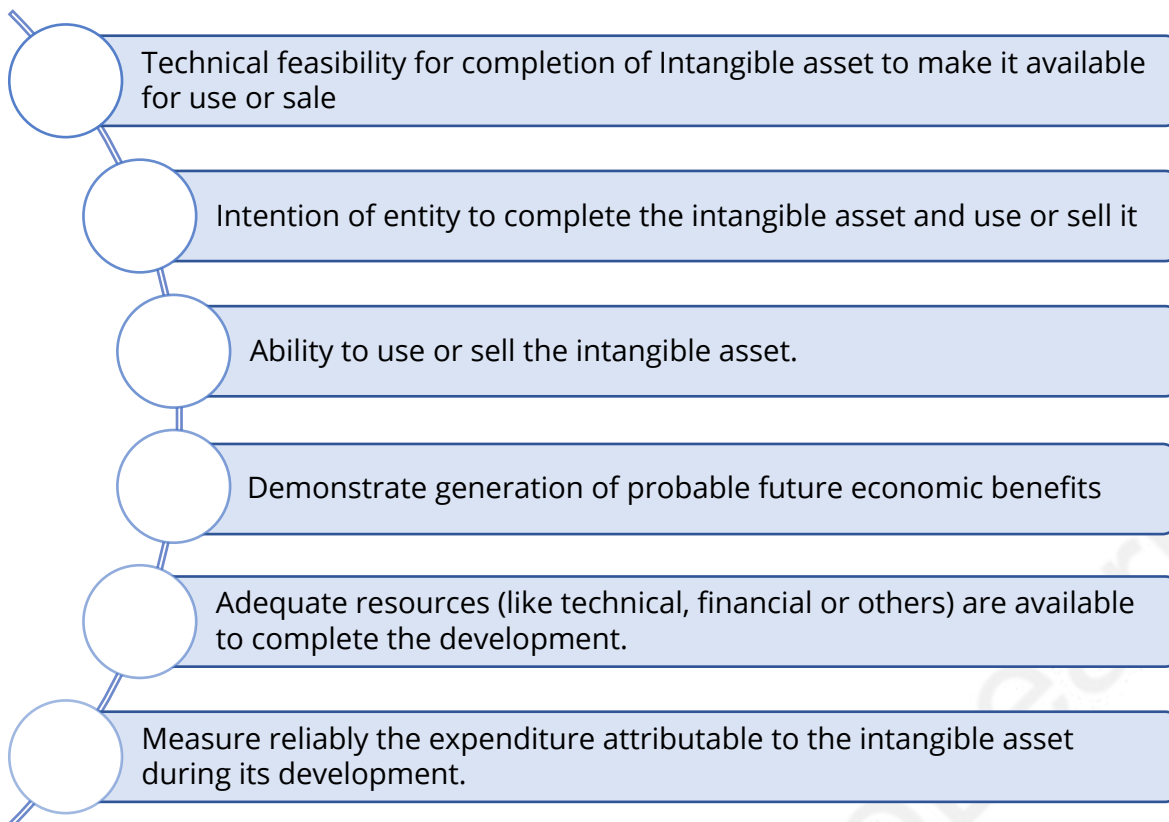 Technical feasibility for completion of Intangible asset to make it available
for use or sale
Intention of entity to complete the intangible asset and use or sell it
Ability to use or sell the intangible asset.
Demonstrate generation of probable future economic benefits
Adequate resources (like technical, financial or others) are available
to complete the development.
Measure reliably the expenditure attributable to the intangible asset
during its development.